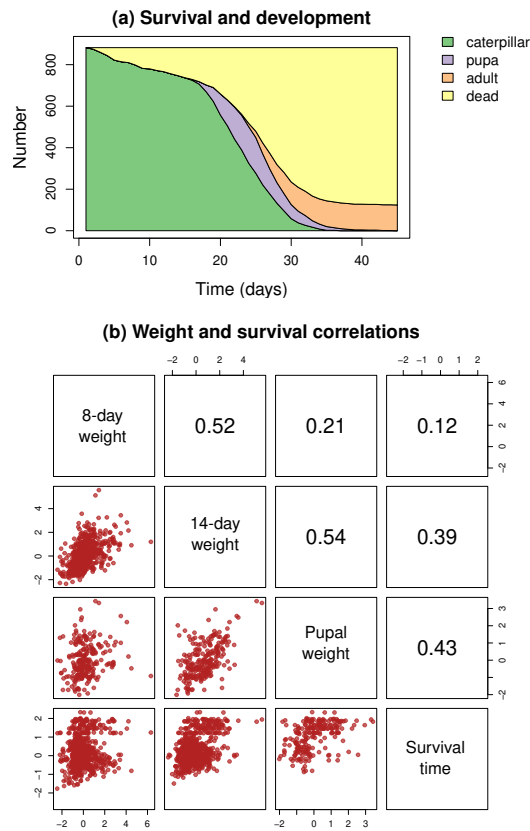 (a) Survival and development
caterpillar
pupa
adult
dead
Number
0 200 400 600 800
0 10 20 30 40
Time (days)
(b) Weight and survival correlations
−2 0 2 4
−2 −1 0 1 2
8-day
weight
0.52
0.21
0.12
−2 0 2 4 6
−2 0 2 4
14-day
weight
0.54
0.39
Pupal
weight
0.43
−2 −1 0 1 2 3
−2 −1 0 1 2
Survival
time
−2 0 2 4 6
−2 −1 0 1 2 3